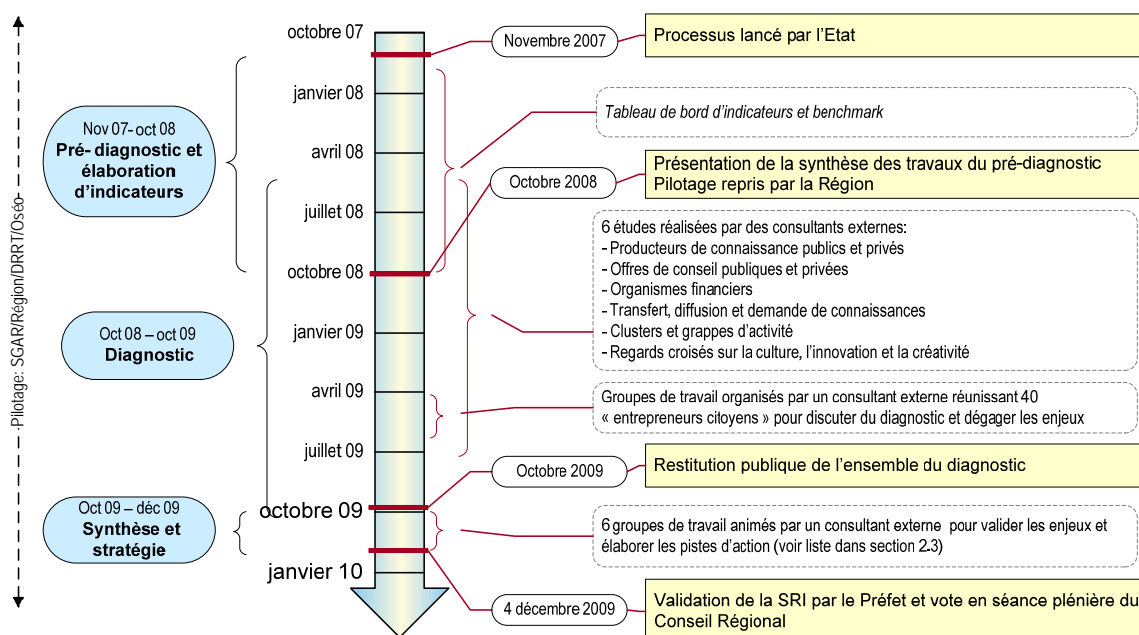 Pilotage: SGAR/Région/DRRT/Oséo
Nov 07- oct 08
Pré- diagnostic et
élaboration
d'indicateurs
Oct 08 – oct 09
Diagnostic
Oct 09 – déc 09
Synthèse et
stratégie
octobre 07
janvier 08
avril 08
juillet 08
octobre 08
janvier 09
avril 09
juillet 09
octobre 09
janvier 10
Novembre 2007
Processus lancé par l'Etat
Tableau de bord d'indicateurs et benchmark
Octobre 2008
Présentation de la synthèse des travaux du pré-diagnostic
Pilotage repris par la Région
6 études réalisées par des consultants externes:
- Producteurs de connaissance publics et privés
- Offres de conseil publiques et privées
- Organismes financiers
- Transfert, diffusion et demande de connaissances
- Clusters et grappes d'activité
- Regards croisés sur la culture, l'innovation et la créativité
Groupes de travail organisés par un consultant externe réunissant 40
« entrepreneurs citoyens » pour discuter du diagnostic et dégager les enjeux
Octobre 2009
Restitution publique de l'ensemble du diagnostic
6 groupes de travail animés par un consultant externe pour valider les enjeux et
élaborer les pistes d'action (voir liste dans section 2.3)
4 décembre 2009
Validation de la SRI par le Préfet et vote en séance plénière du
Conseil Régional